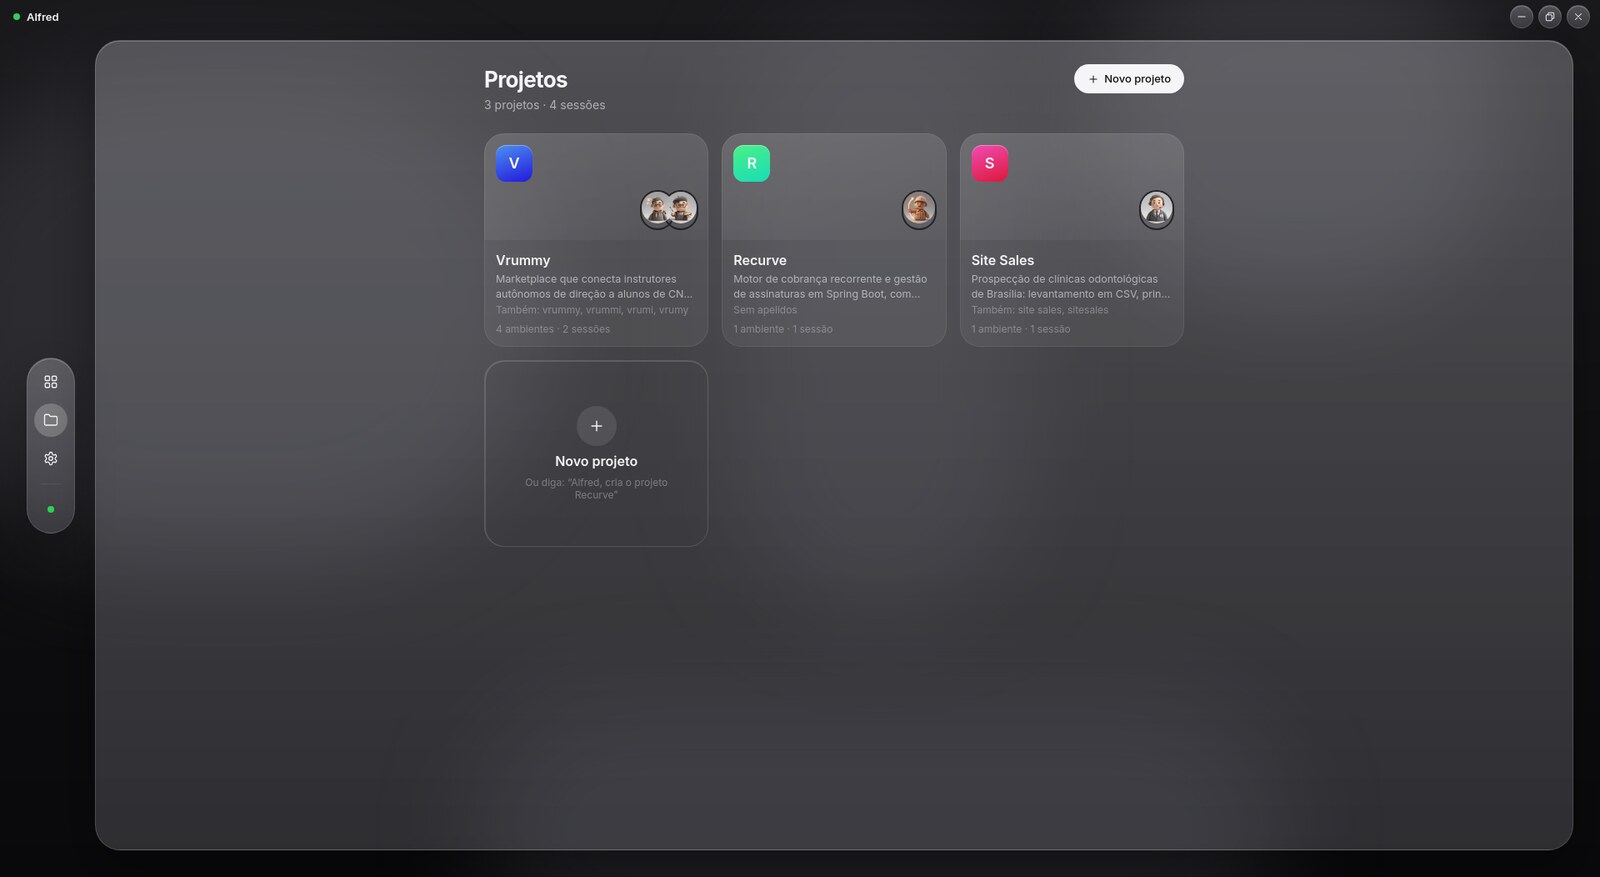 Alfred
Projetos
3 projetos · 4 sessões
+ Novo projeto
V
R
S
Vrummy
Marketplace que conecta instrutores
autônomos de direção a alunos de CN…
Também: vrummy, vrummi, vrumi, vrumy
4 ambientes · 2 sessões
Recurve
Motor de cobrança recorrente e gestão
de assinaturas em Spring Boot, com…
Sem apelidos
1 ambiente · 1 sessão
Site Sales
Prospecção de clínicas odontológicas
de Brasília: levantamento em CSV, prin…
Também: site sales, sitesales
1 ambiente · 1 sessão
Novo projeto
Ou diga: “Alfred, cria o projeto
Recurve”